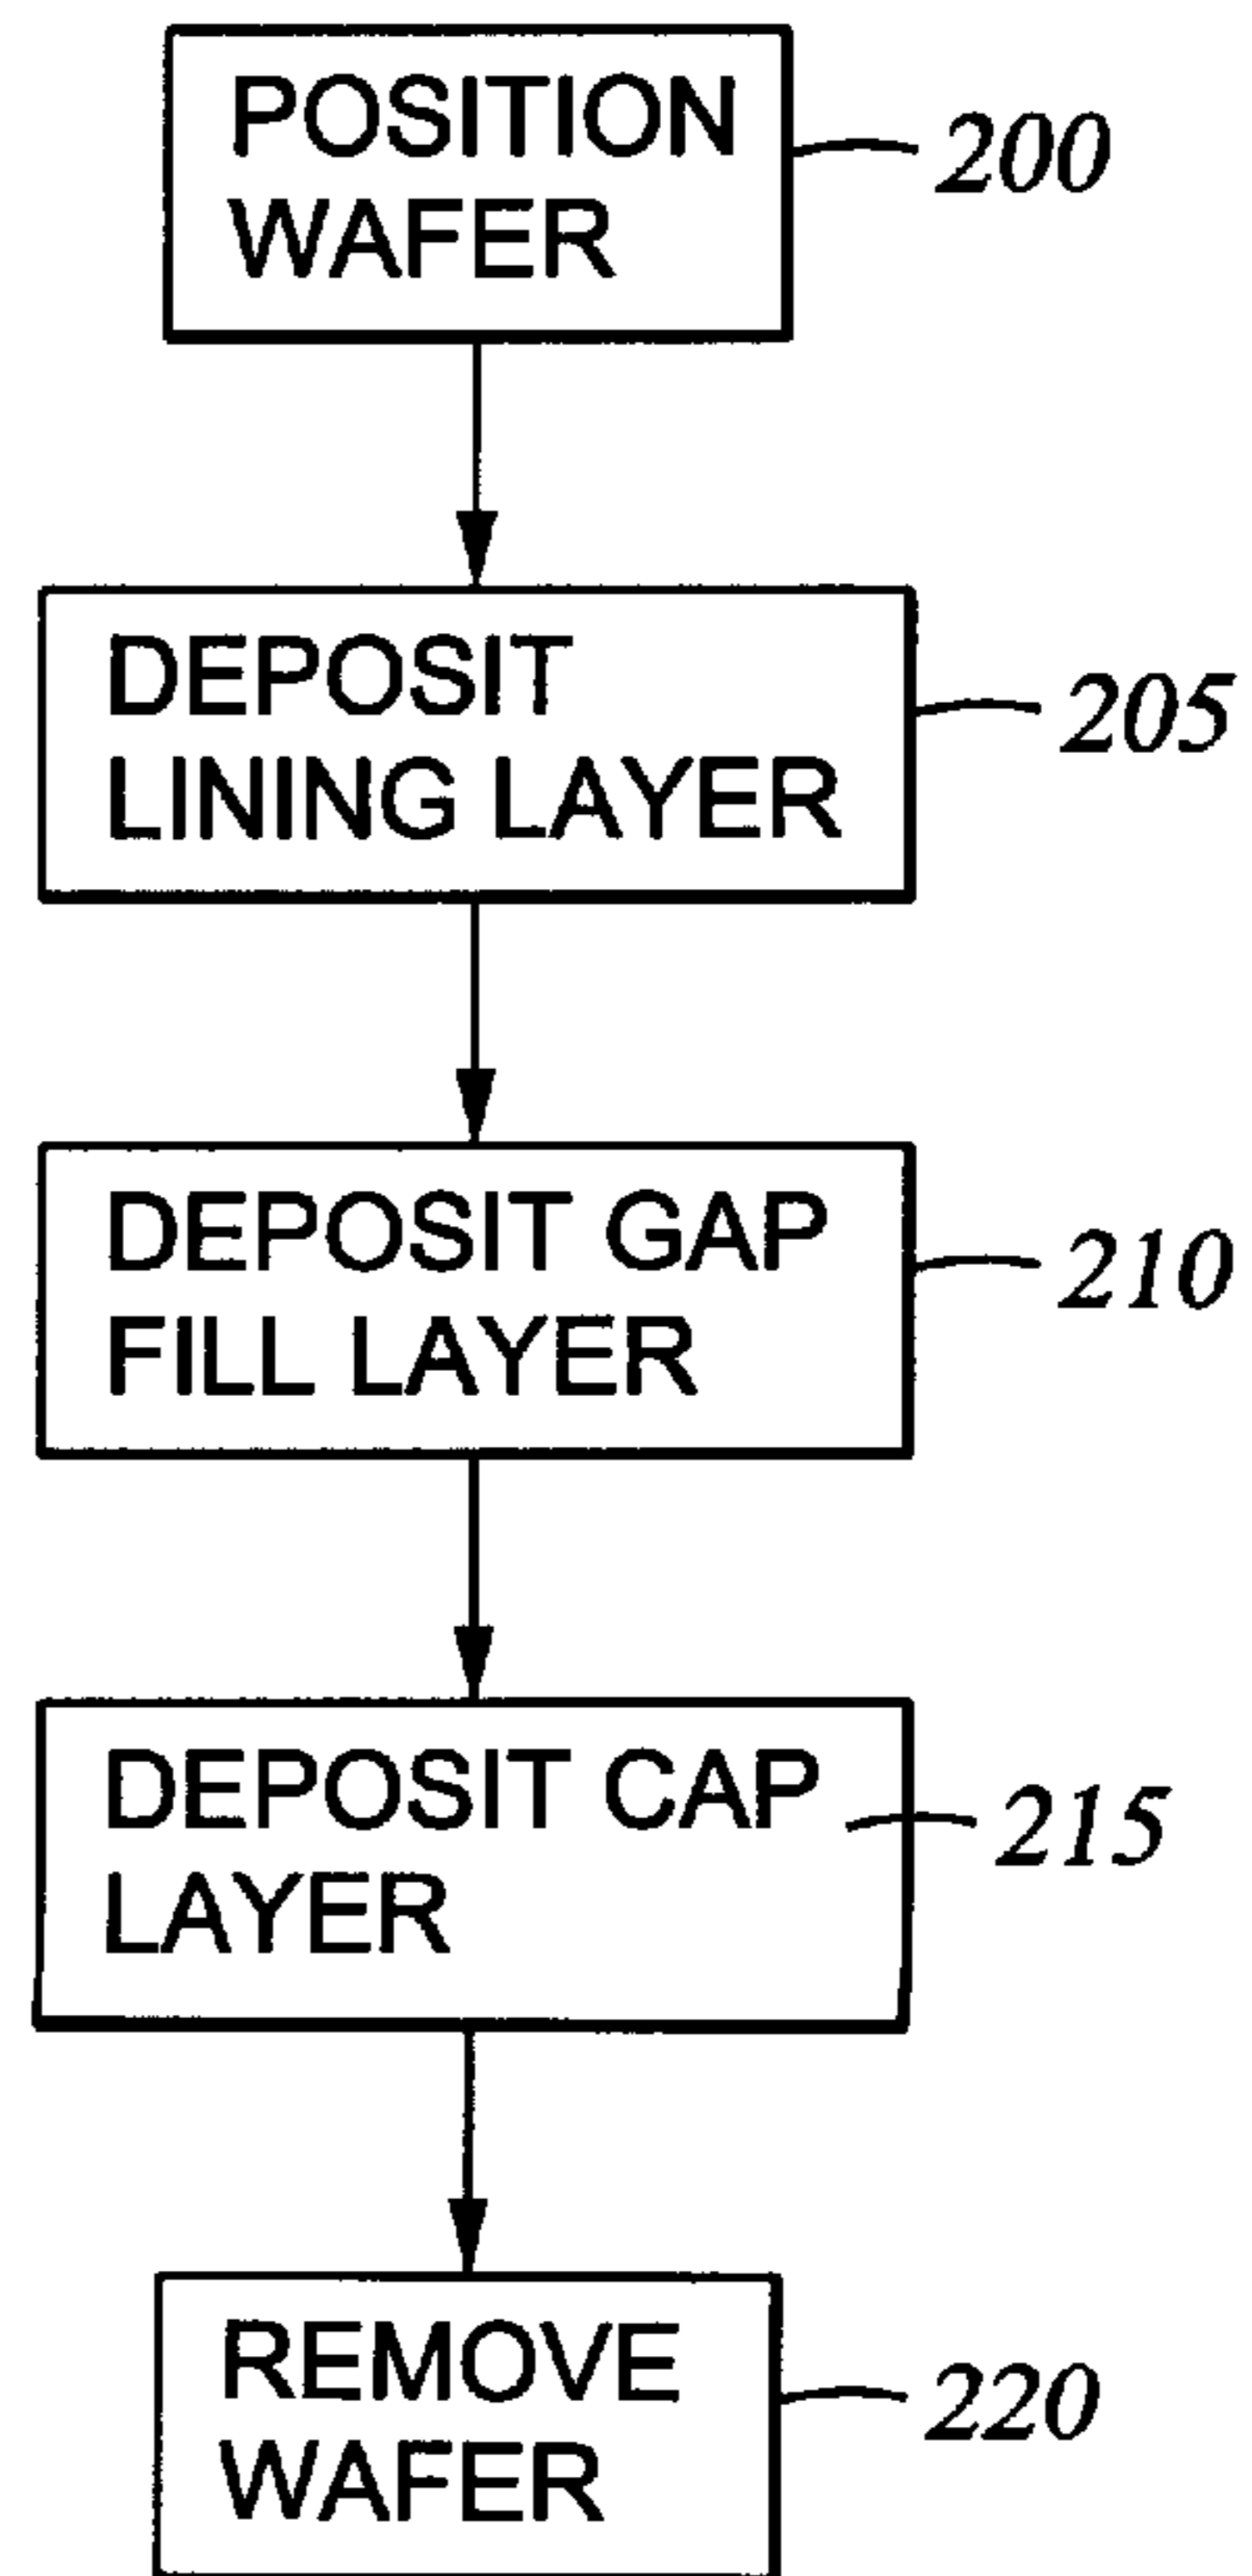 POSITION
WAFER
200
DEPOSIT
LINING LAYER
205
DEPOSIT GAP
FILL LAYER
210
DEPOSIT CAP
LAYER
215
REMOVE
WAFER
220